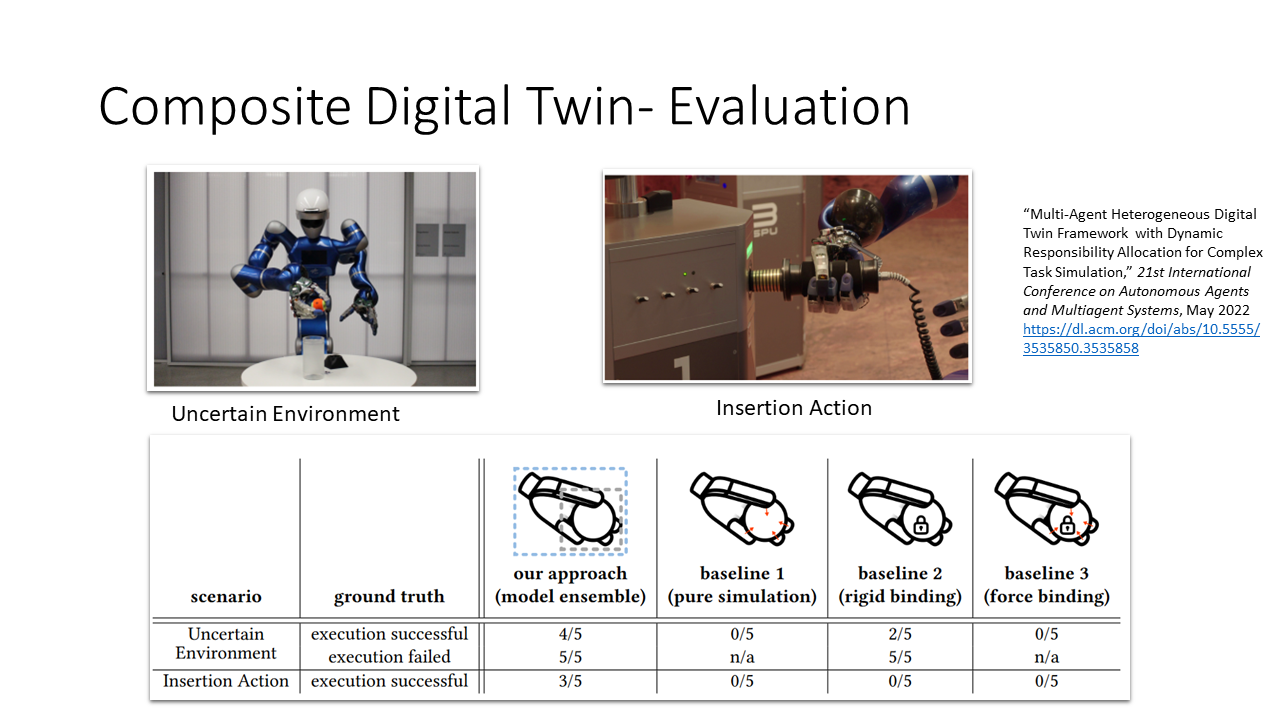 Composite Digital Twin- Evaluation
“Multi-Agent Heterogeneous Digital
Twin Framework with Dynamic
Responsibility Allocation for Complex
Task Simulation,” 21st International
Conference on Autonomous Agents
and Multiagent Systems, May 2022
https://dl.acm.org/doi/abs/10.5555/
3535850.3535858
3
SPU
1
Uncertain Environment
Insertion Action
scenario ground truth our approach (model ensemble) baseline 1 (pure simulation) baseline 2 (rigid binding) baseline 3 (force binding)
Uncertain Environment execution successful 4/5 0/5 2/5 0/5
execution failed 5/5 n/a 5/5 n/a
Insertion Action execution successful 3/5 0/5 0/5 0/5